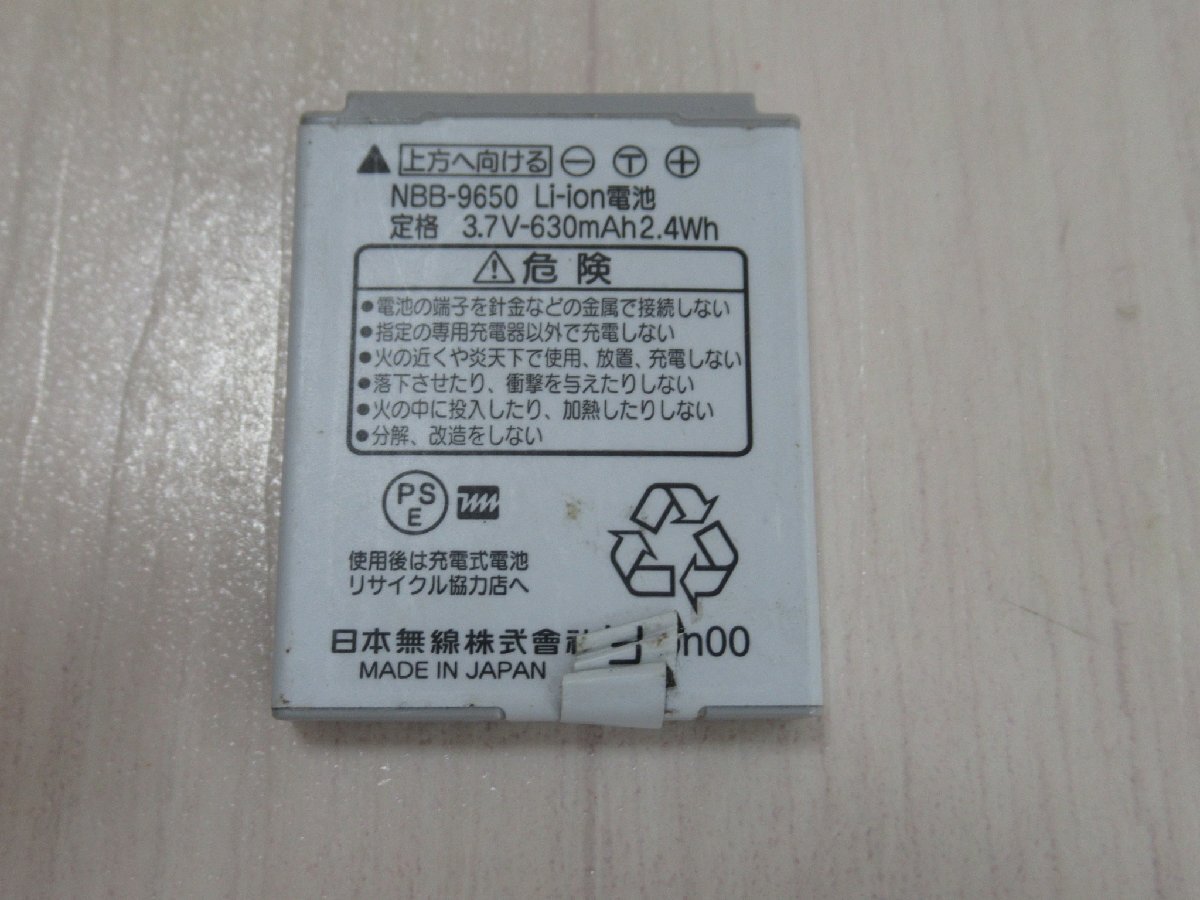 ▲ 上方へ向ける ⊖ Ⓣ ⊕
NBB-9650 Li-ion電池
定格 3.7V-630mAh2.4Wh
⚠危険
●電池の端子を針金などの金属で接続しない
●指定の専用充電器以外で充電しない
●火の近くや炎天下で使用、放置、充電しない
●落下させたり、衝撃を与えたりしない
●火の中に投入したり、加熱したりしない
●分解、改造をしない
PS
E
使用後は充電式電池
リサイクル協力店へ
日本無線株式會 n00
MADE IN JAPAN